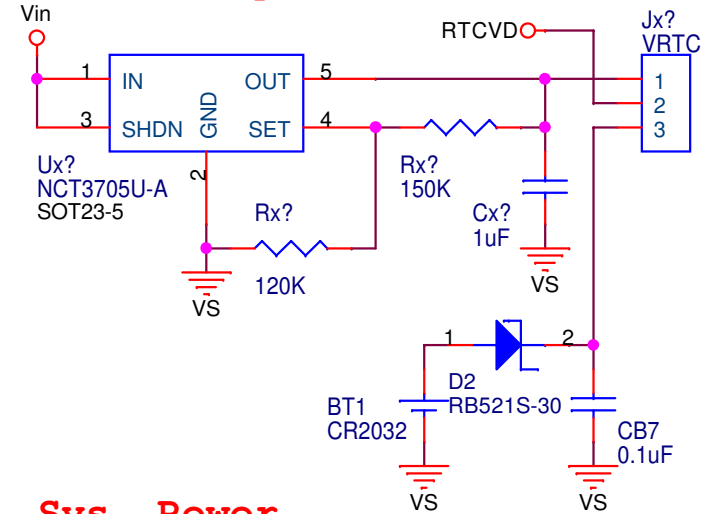 Vin
RTCVD
Jx?
VRTC
1
IN
OUT
5
1
2
3
SHDN
GND
SET
4
3
Ux?
NCT3705U-A
SOT23-5
2
Rx?
150K
Rx?
Cx?
1uF
120K
VS
VS
1
2
D2
RB521S-30
BT1
CR2032
CB7
0.1uF
VS
VS
Sys Power